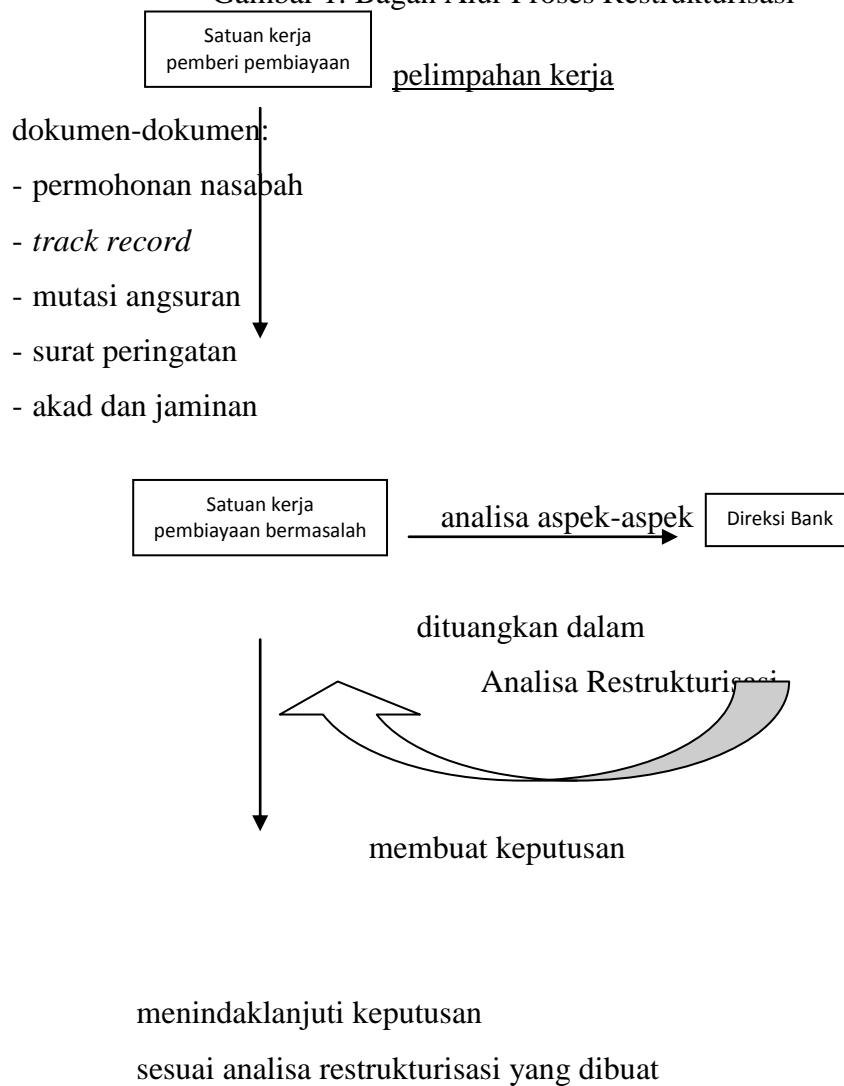 Gambar 1. Bagan Alur Proses Restrukturisasi
Satuan kerja
pemberi pembiayaan
pelimpahan kerja
dokumen-dokumen:
- permohonan nasabah
- track record
- mutasi angsuran
- surat peringatan
- akad dan jaminan
Satuan kerja
pembiayaan bermasalah
analisa aspek-aspek
Direksi Bank
dituangkan dalam
Analisa Restrukturisasi
membuat keputusan
menindaklanjuti keputusan
sesuai analisa restrukturisasi yang dibuat